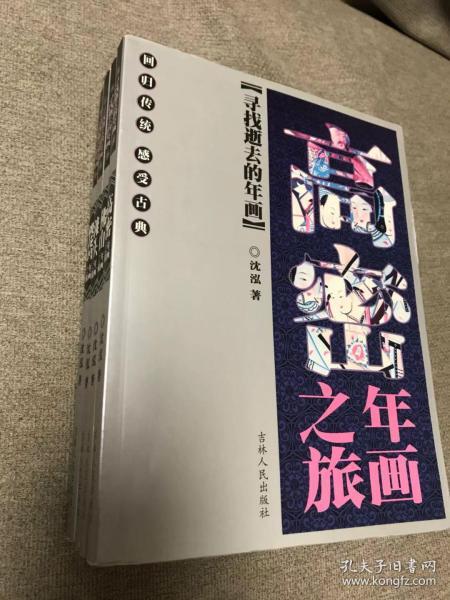 回归传统 感受古典
【寻找逝去的年画】
◎沈泓 著
高密
年画
之旅
吉林人民出版社
孔夫子旧书网
www.kongfz.com